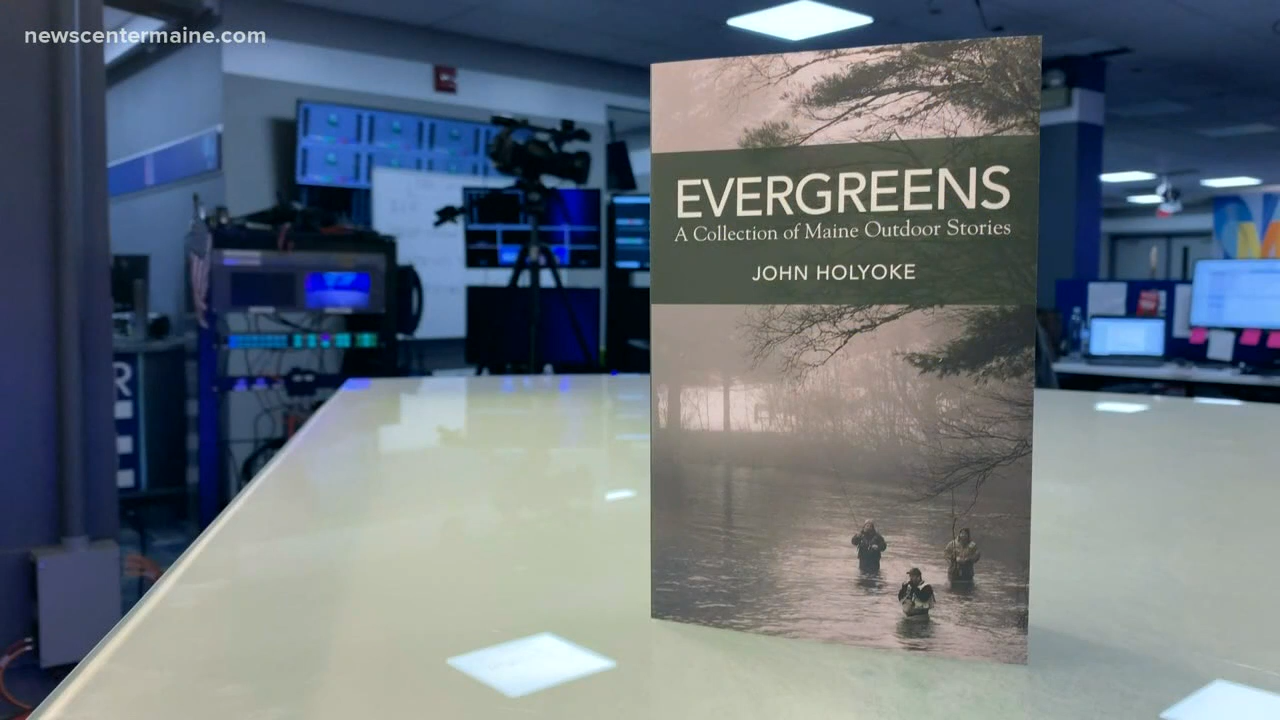 newscentermaine.com
EVERGREENS
A Collection of Maine Outdoor Stories
JOHN HOLYOKE
R